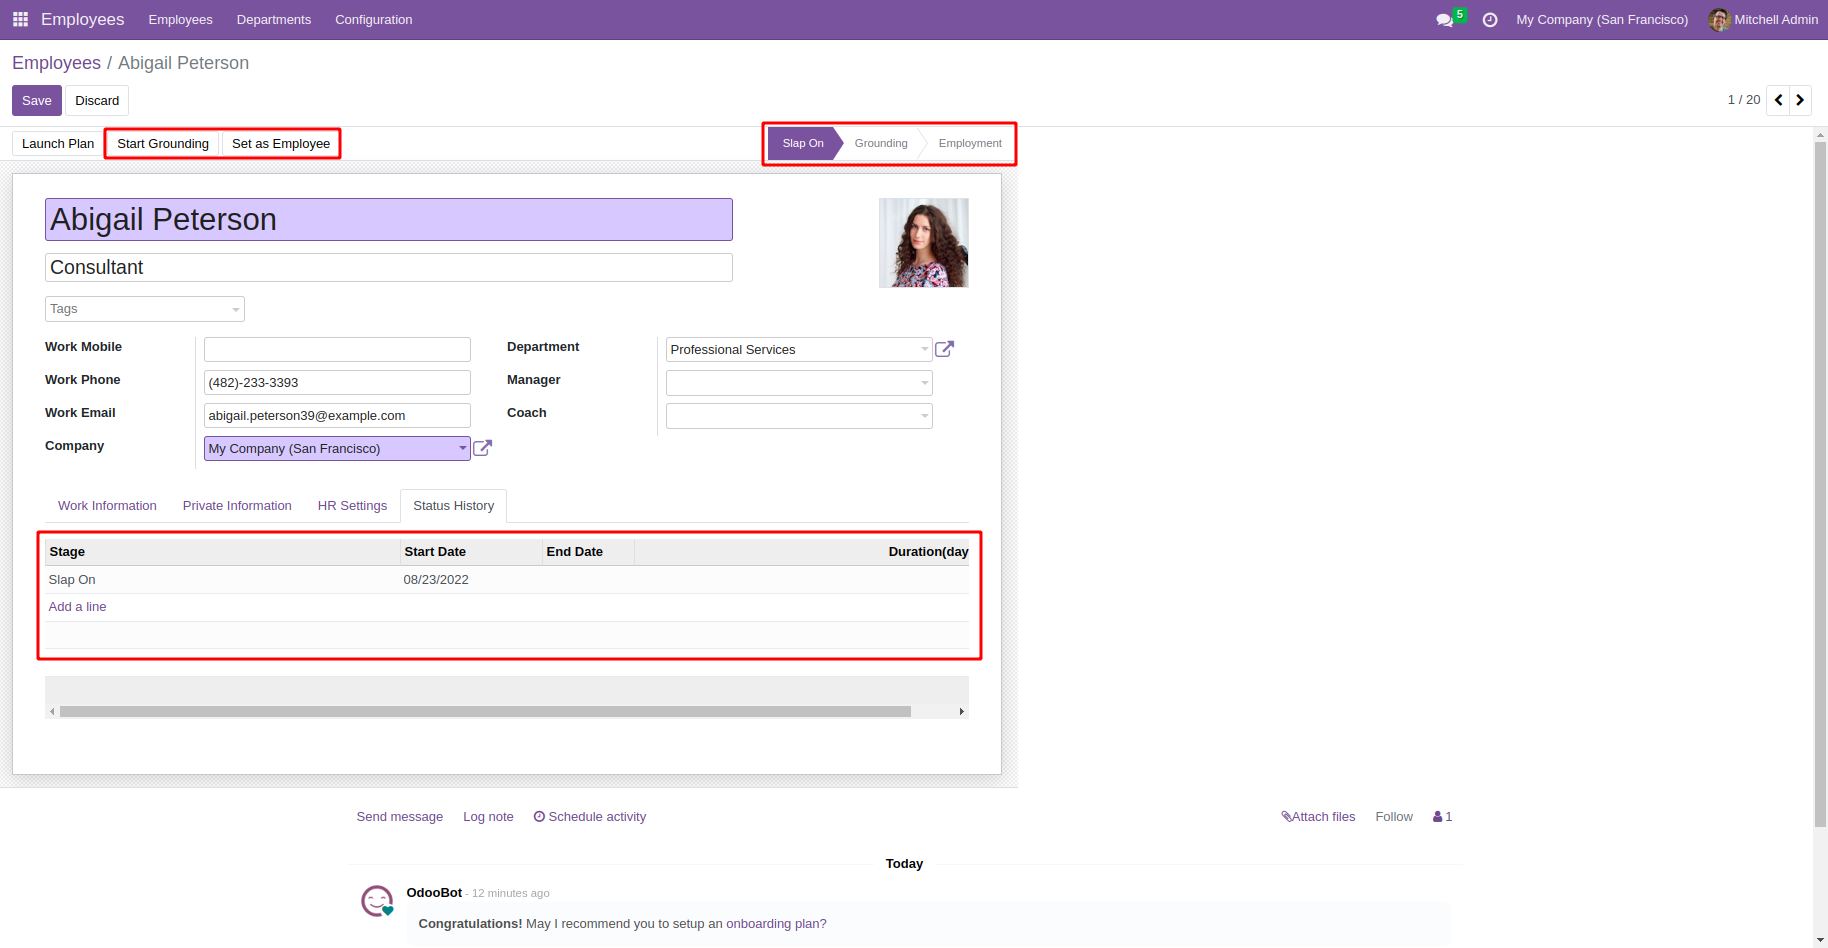 Employees Employees Departments Configuration 5 My Company (San Francisco) Mitchell Admin
Employees / Abigail Peterson
Save Discard 1 / 20
Launch Plan Start Grounding Set as Employee Slap On Grounding Employment
Abigail Peterson
Consultant
Tags
Work Mobile Department Professional Services
Work Phone (482)-233-3393 Manager
Work Email abigail.peterson39@example.com Coach
Company My Company (San Francisco)
Work Information Private Information HR Settings Status History
Stage Start Date End Date Duration(day
Slap On 08/23/2022
Add a line
Send message Log note Schedule activity Attach files Follow 1
Today
OdooBot - 12 minutes ago
Congratulations! May I recommend you to setup an onboarding plan?